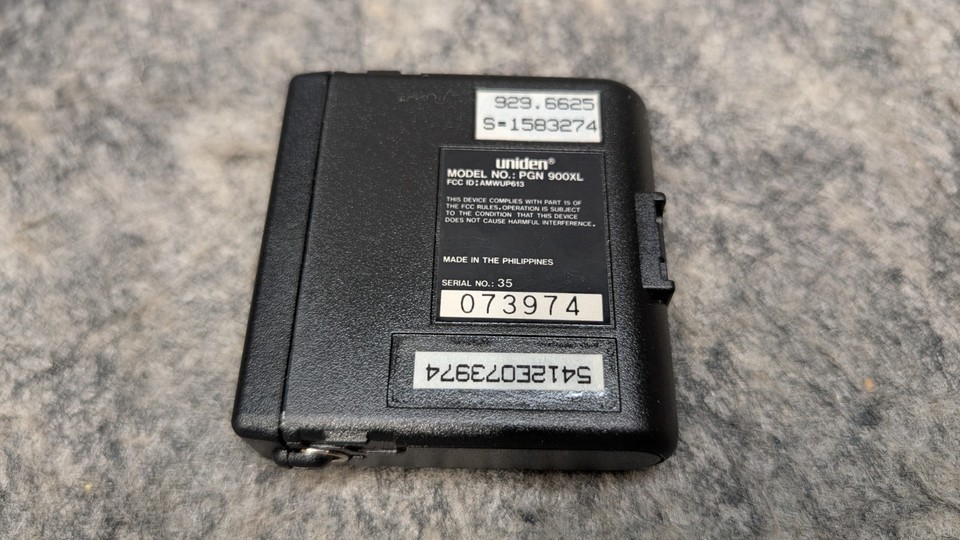 929.6625
S=1583274
uniden®
MODEL NO.: PGN 900XL
FCC ID: AMWUP613
THIS DEVICE COMPLIES WITH PART 15 OF
THE FCC RULES. OPERATION IS SUBJECT
TO THE CONDITION THAT THIS DEVICE
DOES NOT CAUSE HARMFUL INTERFERENCE.
MADE IN THE PHILIPPINES
SERIAL NO.: 35
073974
5412E073974